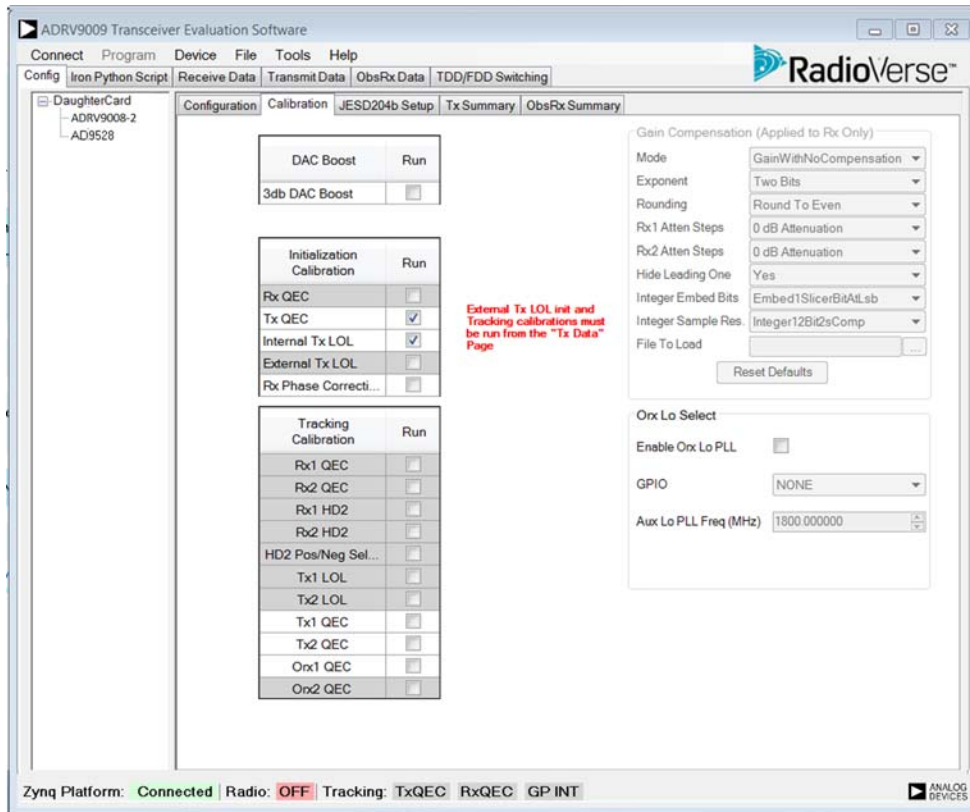 ADRV9009 Transceiver Evaluation Software
Connect Program Device File Tools Help
RadioVerse™
Config Iron Python Script Receive Data Transmit Data ObsRx Data TDD/FDD Switching
DaughterCard
ADRV9008-2
AD9528
Configuration Calibration JESD204b Setup Tx Summary ObsRx Summary
DAC Boost Run
3db DAC Boost
Initialization Calibration Run
Rx QEC
Tx QEC
Internal Tx LOL
External Tx LOL
Rx Phase Correcti...
External Tx LOL init and
Tracking calibrations must
be run from the "Tx Data"
Page
Tracking Calibration Run
Rx1 QEC
Rx2 QEC
Rx1 HD2
Rx2 HD2
HD2 Pos/Neg Sel...
Tx1 LOL
Tx2 LOL
Tx1 QEC
Tx2 QEC
Orx1 QEC
Orx2 QEC
Gain Compensation (Applied to Rx Only)
Mode GainWithNoCompensation
Exponent Two Bits
Rounding Round To Even
Rx1 Atten Steps 0 dB Attenuation
Rx2 Atten Steps 0 dB Attenuation
Hide Leading One Yes
Integer Embed Bits Embed1SlicerBitAtLsb
Integer Sample Res. Integer12Bit2sComp
File To Load ...
Reset Defaults
Orx Lo Select
Enable Orx Lo PLL
GPIO NONE
Aux Lo PLL Freq (MHz) 1800.000000
Zynq Platform: Connected Radio: OFF Tracking: TxQEC RxQEC GP INT
ANALOG
DEVICES